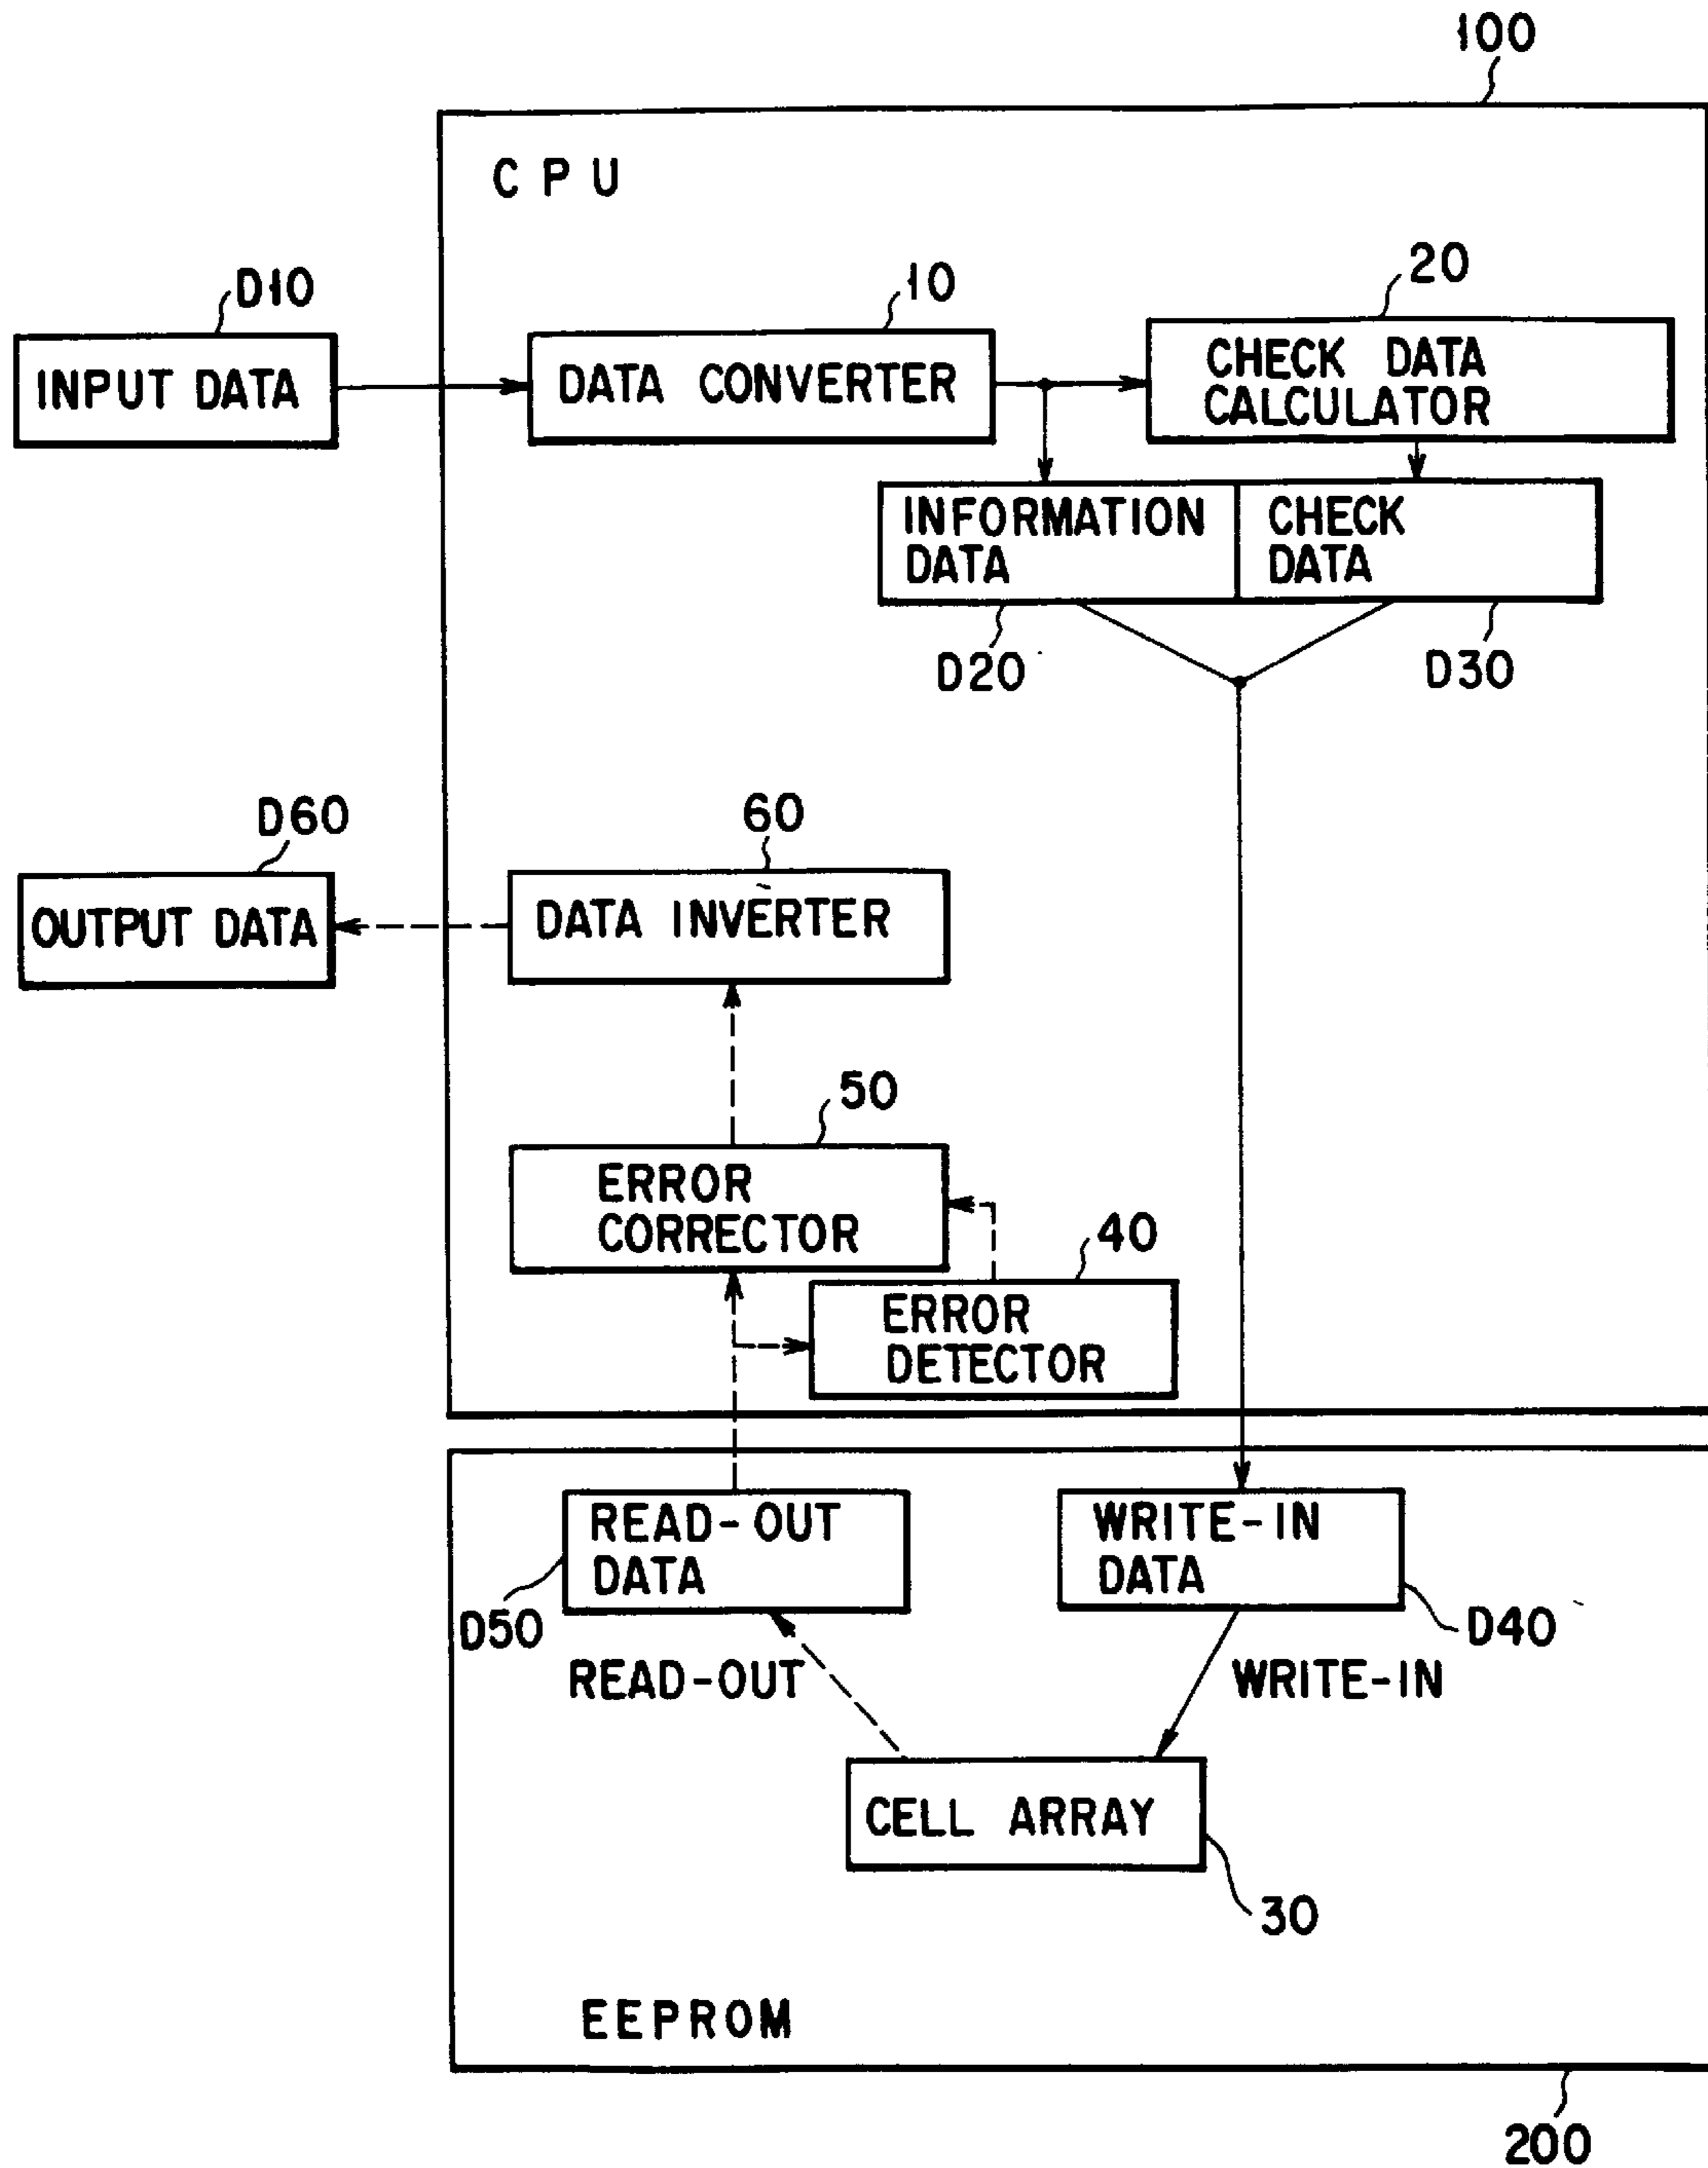 100
CPU
D10
10
20
INPUT DATA
DATA CONVERTER
CHECK DATA
CALCULATOR
INFORMATION
DATA
CHECK
DATA
D20
D30
D60
60
OUTPUT DATA
DATA INVERTER
50
ERROR
CORRECTOR
40
ERROR
DETECTOR
READ-OUT
DATA
WRITE-IN
DATA
D50
D40
READ-OUT
WRITE-IN
CELL ARRAY
30
EEPROM
200